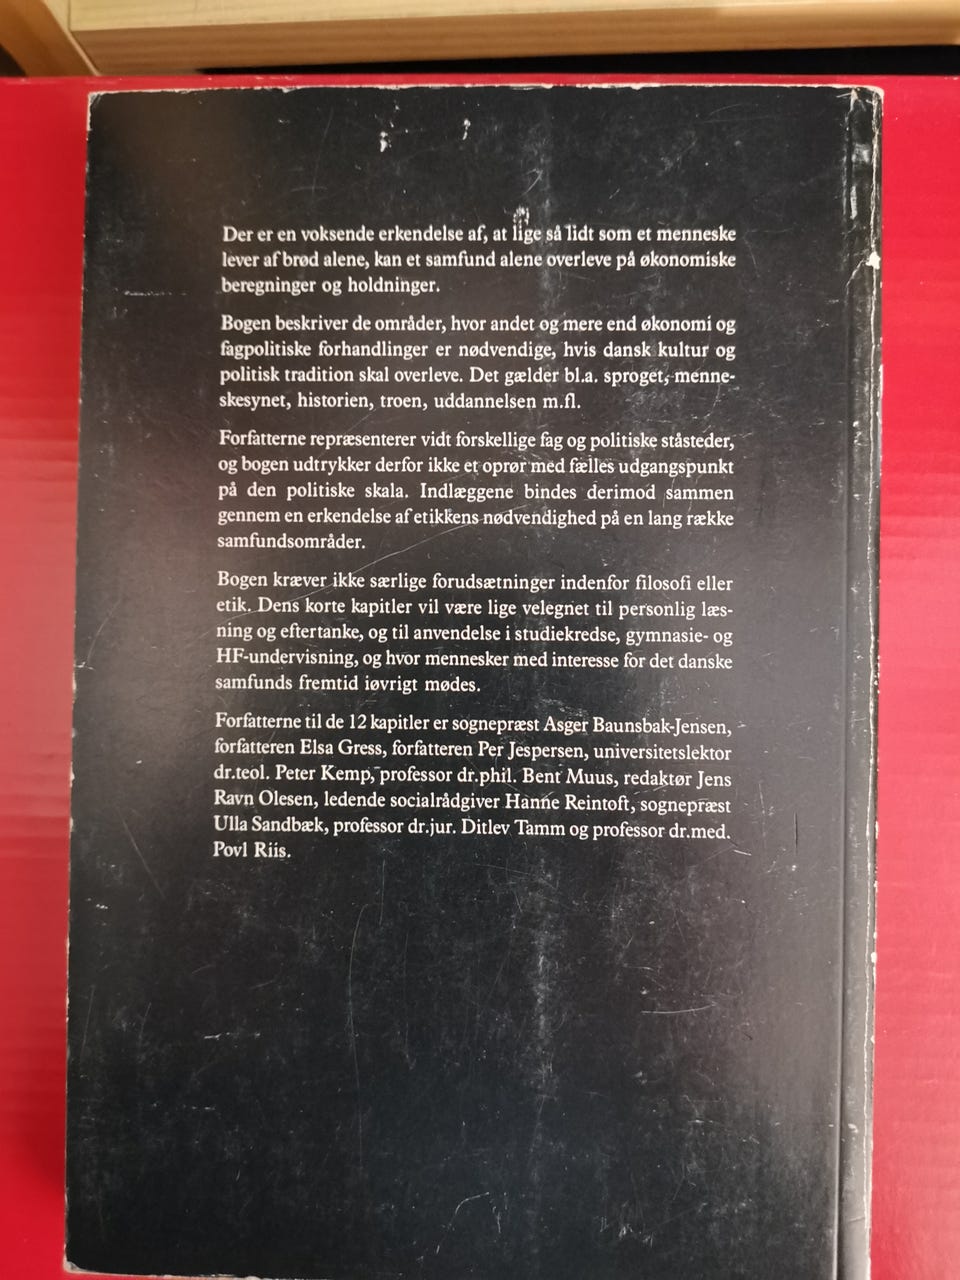 Der er en voksende erkendelse af, at lige så lidt som et menneske
lever af brød alene, kan et samfund alene overleve på økonomiske
beregninger og holdninger.
Bogen beskriver de områder, hvor andet og mere end økonomi og
fagpolitiske forhandlinger er nødvendige, hvis dansk kultur og
politisk tradition skal overleve. Det gælder bl.a. sproget, menne-
skesynet, historien, troen, uddannelsen m.fl.
Forfatterne repræsenterer vidt forskellige fag og politiske ståsteder,
og bogen udtrykker derfor ikke et oprør med fælles udgangspunkt
på den politiske skala. Indlæggene bindes derimod sammen
gennem en erkendelse af etikkens nødvendighed på en lang række
samfundsområder.
Bogen kræver ikke særlige forudsætninger indenfor filosofi eller
etik. Dens korte kapitler vil være lige velegnet til personlig læs-
ning og eftertanke, og til anvendelse i studiekredse, gymnasie- og
HF-undervisning, og hvor mennesker med interesse for det danske
samfunds fremtid iøvrigt mødes.
Forfatterne til de 12 kapitler er sognepræst Asger Baunsbak-Jensen,
forfatteren Elsa Gress, forfatteren Per Jespersen, universitetslektor
dr.teol. Peter Kemp, professor dr.phil. Bent Muus, redaktør Jens
Ravn Olesen, ledende socialrådgiver Hanne Reintoft, sognepræst
Ulla Sandbæk, professor dr.jur. Ditlev Tamm og professor dr.med.
Povl Riis.